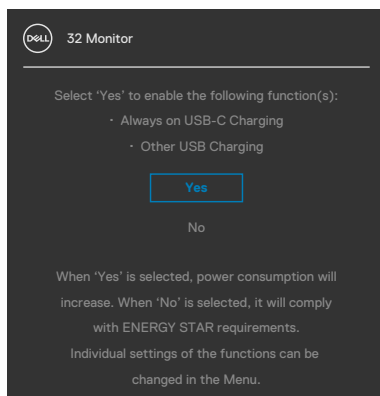 DELL
32 Monitor
Select ‘Yes’ to enable the following function(s):
· Always on USB-C Charging
· Other USB Charging
Yes
No
When ‘Yes’ is selected, power consumption will
increase. When ‘No’ is selected, it will comply
with ENERGY STAR requirements.
Individual settings of the functions can be
changed in the Menu.